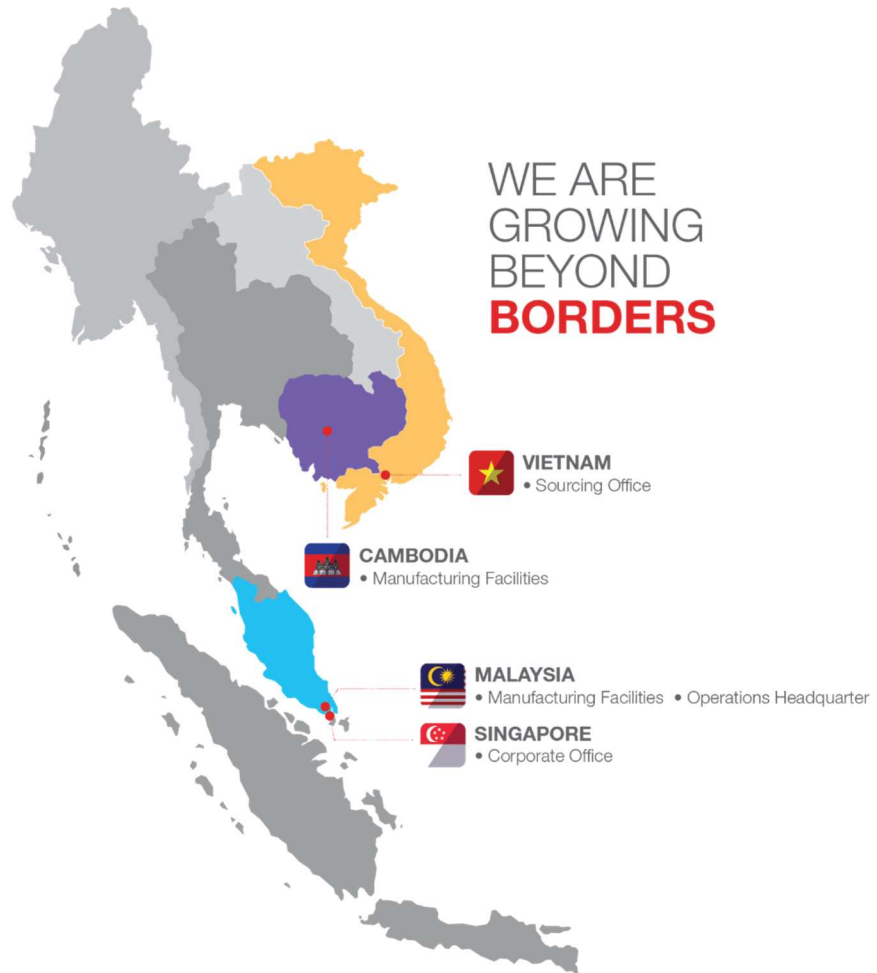 WE ARE
GROWING
BEYOND
BORDERS
VIETNAM
• Sourcing Office
CAMBODIA
• Manufacturing Facilities
MALAYSIA
• Manufacturing Facilities • Operations Headquarter
SINGAPORE
• Corporate Office